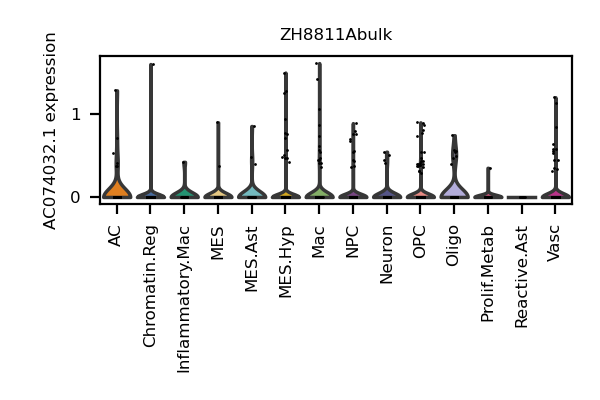 ZH8811Abulk
AC074032.1 expression
1
0
AC
Chromatin.Reg
Inflammatory.Mac
MES
MES.Ast
MES.Hyp
Mac
NPC
Neuron
OPC
Oligo
Prolif.Metab
Reactive.Ast
Vasc